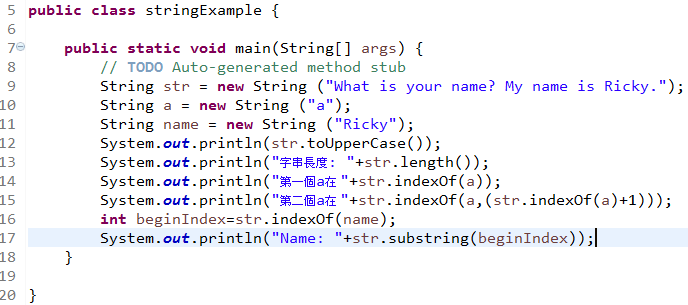 5 public class stringExample {
6
7 public static void main(String[] args) {
8 // TODO Auto-generated method stub
9 String str = new String ("What is your name? My name is Ricky.");
10 String a = new String ("a");
11 String name = new String ("Ricky");
12 System.out.println(str.toUpperCase());
13 System.out.println("字串長度: "+str.length());
14 System.out.println("第一個a在 "+str.indexOf(a));
15 System.out.println("第二個a在 "+str.indexOf(a,(str.indexOf(a)+1)));
16 int beginIndex=str.indexOf(name);
17 System.out.println("Name: "+str.substring(beginIndex));
18 }
19
20 }